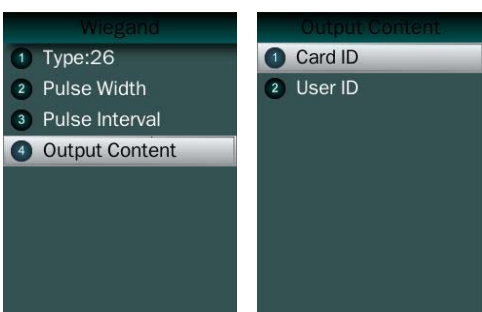 Wiegand
1 Type:26
2 Pulse Width
3 Pulse Interval
4 Output Content
Output Content
1 Card ID
2 User ID